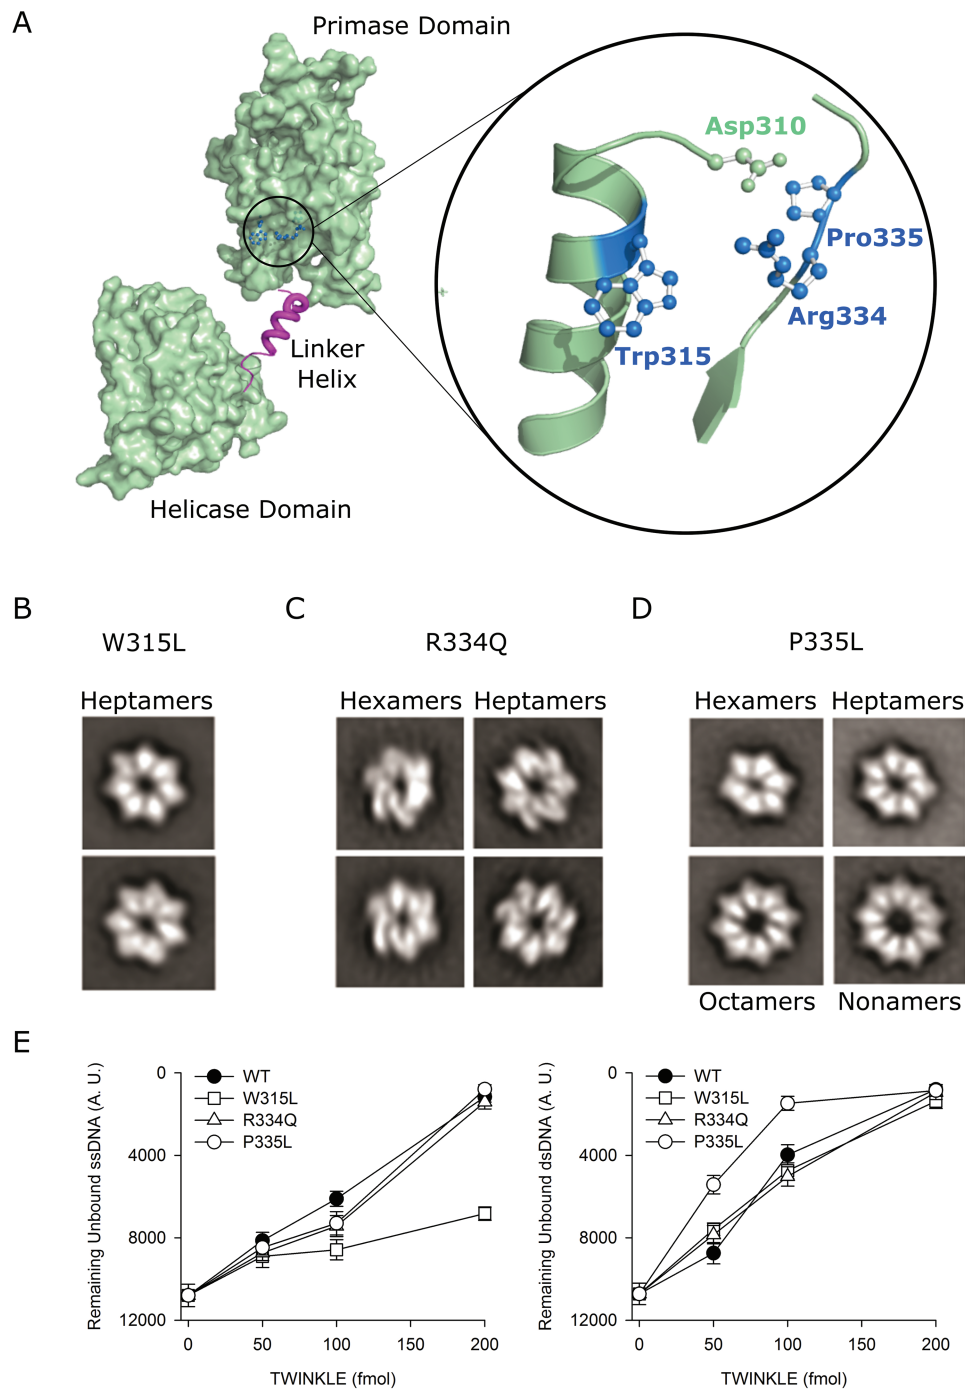 A
Primase Domain
Asp310
Pro335
Arg334
Trp315
Linker
Helix
Helicase Domain
B
C
D
W315L
R334Q
P335L
Heptamers
Hexamers
Heptamers
Hexamers
Heptamers
Octamers
Nonamers
E
Remaining Unbound ssDNA (A. U.)
0
4000
8000
12000
WT
W315L
R334Q
P335L
0
50
100
150
200
TWINKLE (fmol)
Remaining Unbound dsDNA (A. U.)
0
4000
8000
12000
WT
W315L
R334Q
P335L
0
50
100
150
200
TWINKLE (fmol)